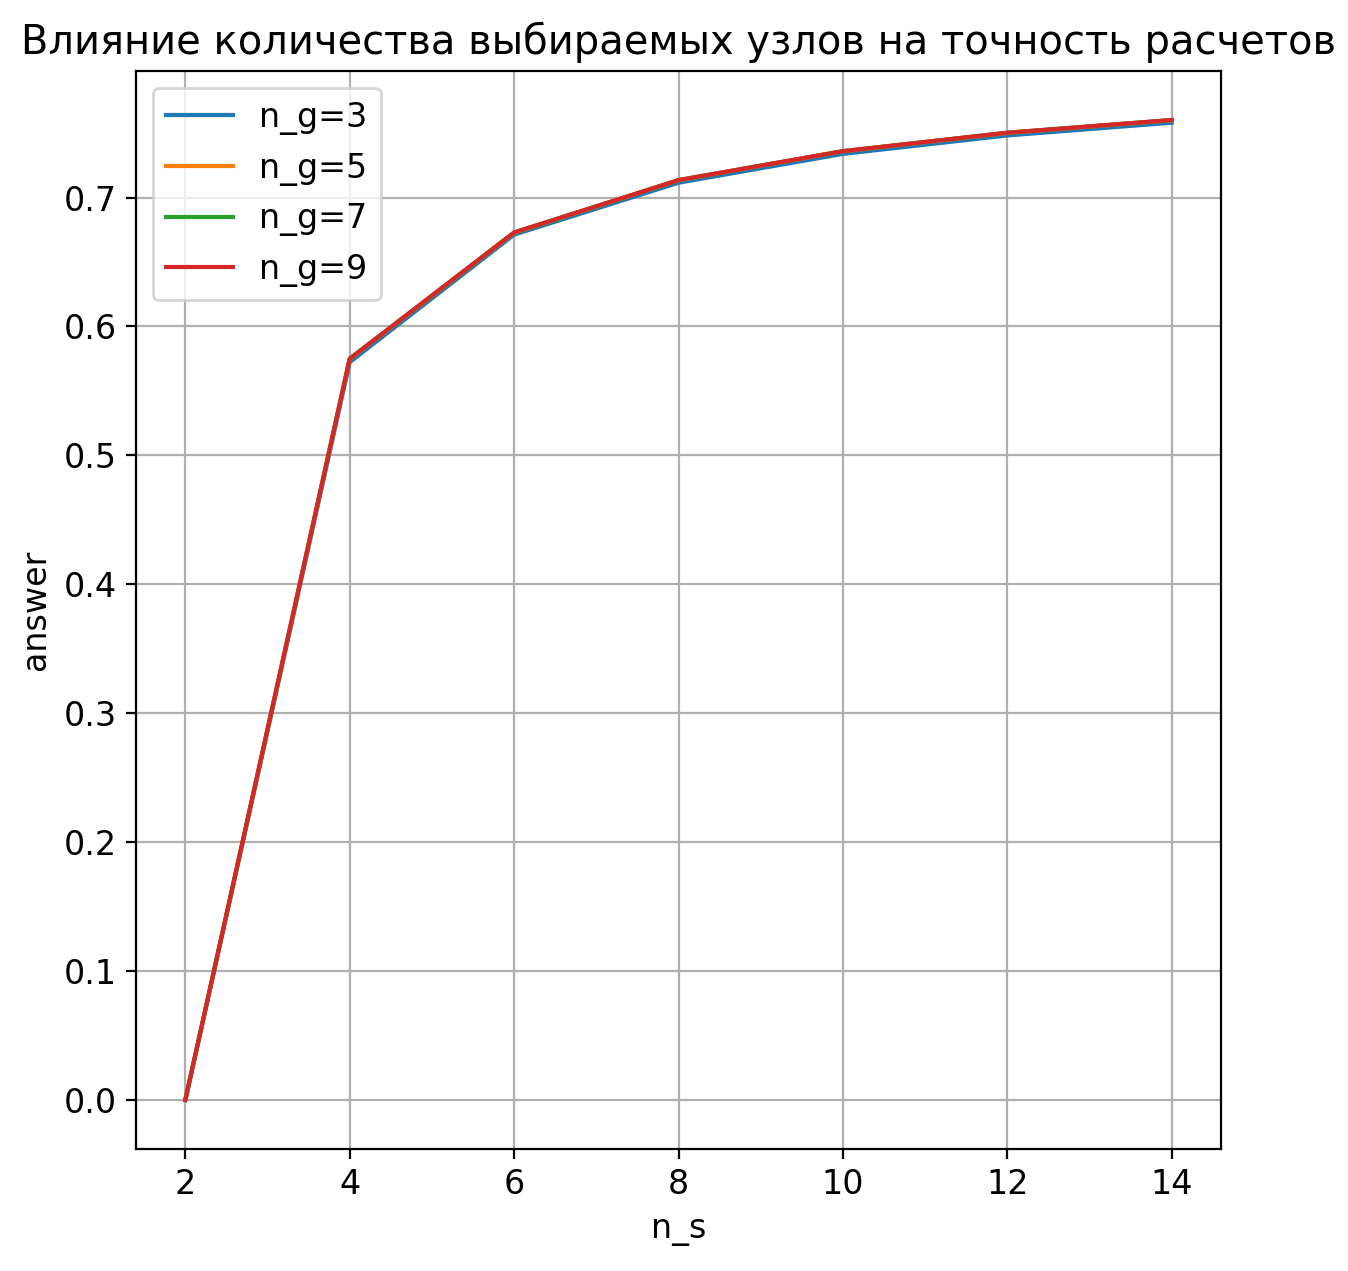 Влияние количества выбираемых узлов на точность расчетов
n_g=3
n_g=5
n_g=7
n_g=9
0.7
0.6
0.5
0.4
0.3
0.2
0.1
0.0
answer
2 4 6 8 10 12 14
n_s